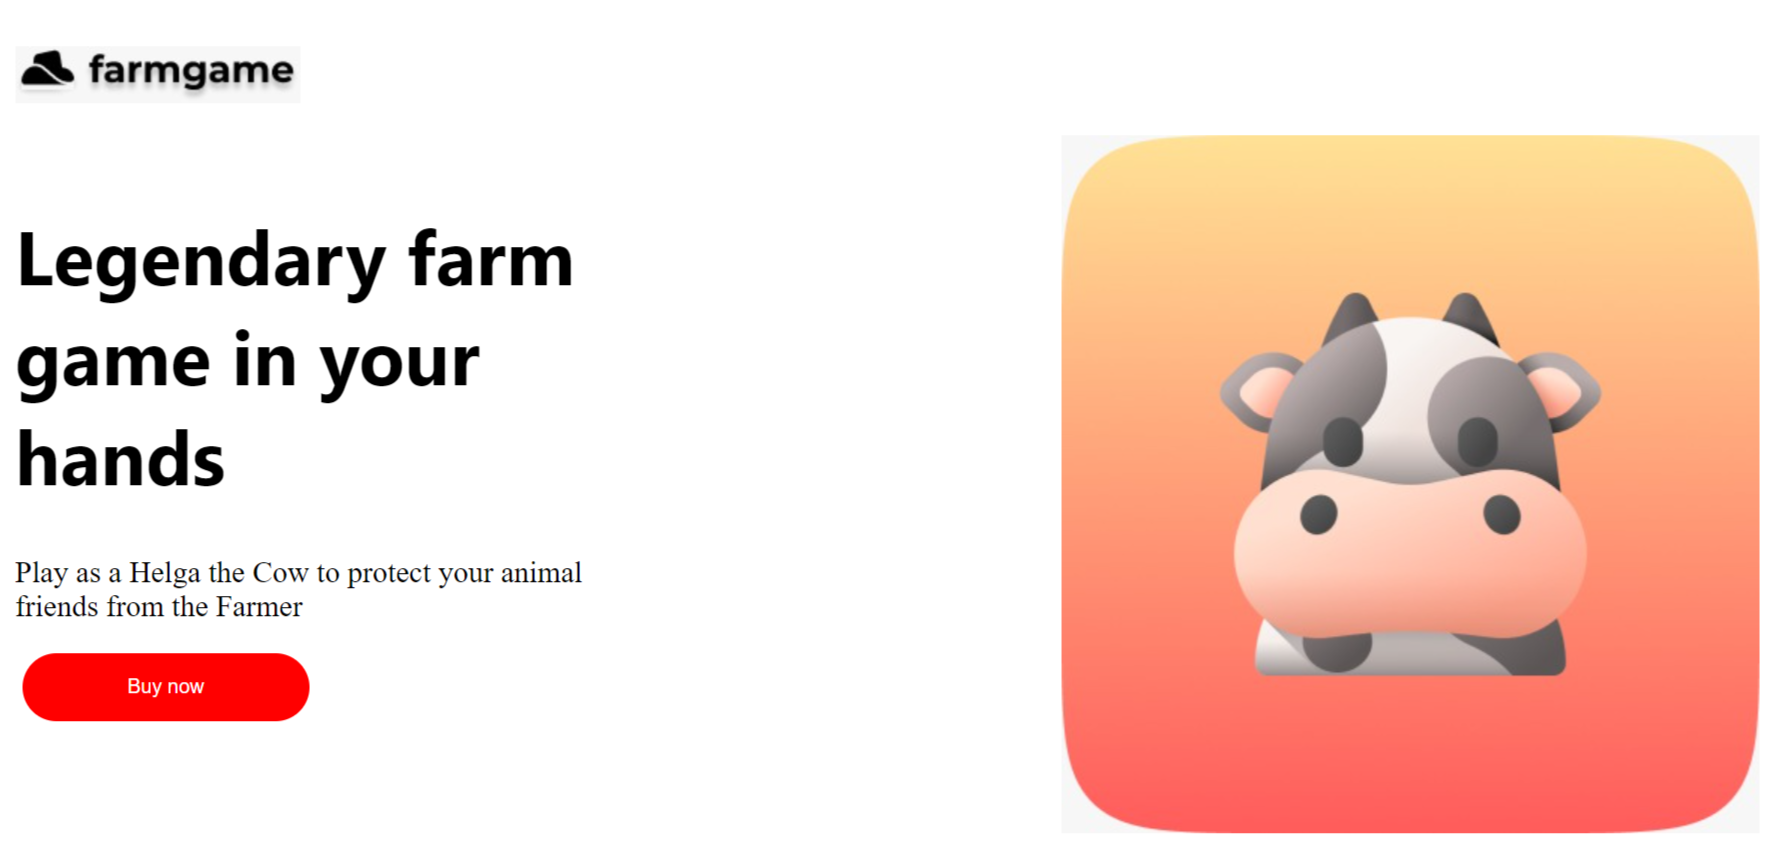 farmgame
Legendary farm
game in your
hands
Play as a Helga the Cow to protect your animal
friends from the Farmer
Buy now